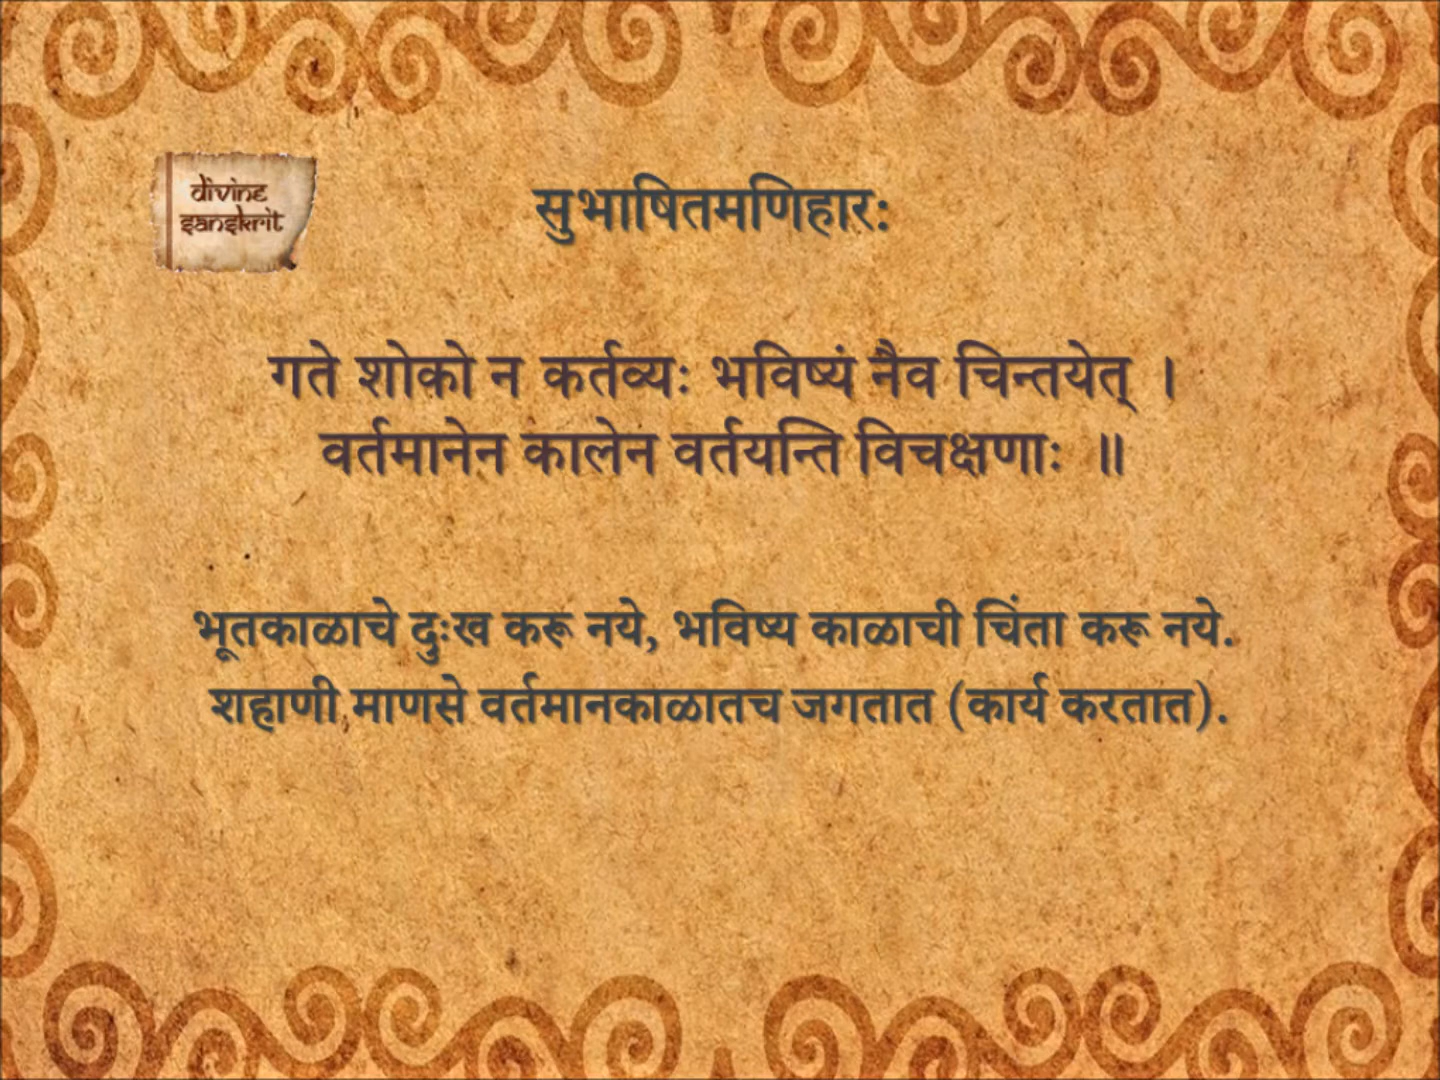 divine
sanskrit
सुभाषितमणिहार:
गते शोको न कर्तव्यः भविष्यं नैव चिन्तयेत् ।
वर्तमानेन कालेन वर्तयन्ति विचक्षणाः ॥
भूतकाळाचे दुःख करू नये, भविष्य काळाची चिंता करू नये.
शहाणी माणसे वर्तमानकाळातच जगतात (कार्य करतात).